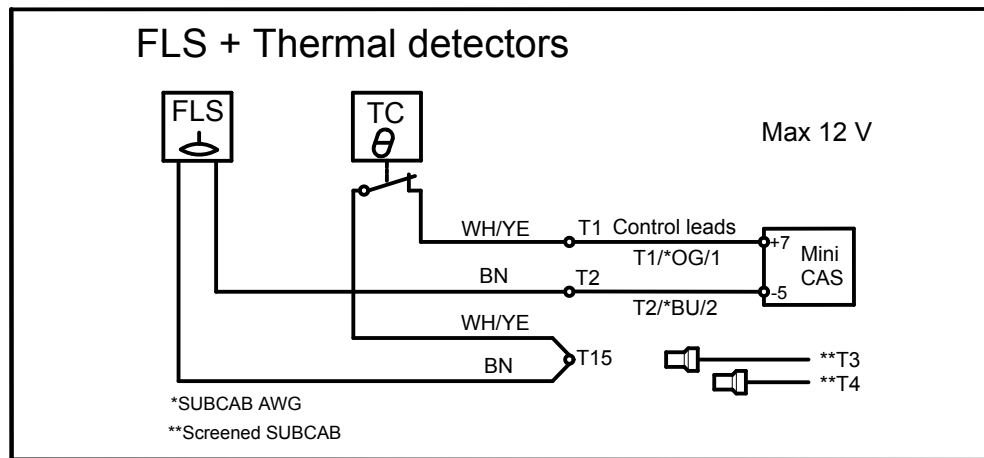 FLS + Thermal detectors
FLS
TC
Max 12 V
WH/YE
T1
Control leads
+7
T1/*OG/1
Mini
CAS
BN
T2
-5
T2/*BU/2
WH/YE
T15
BN
**T3
**T4
*SUBCAB AWG
**Screened SUBCAB